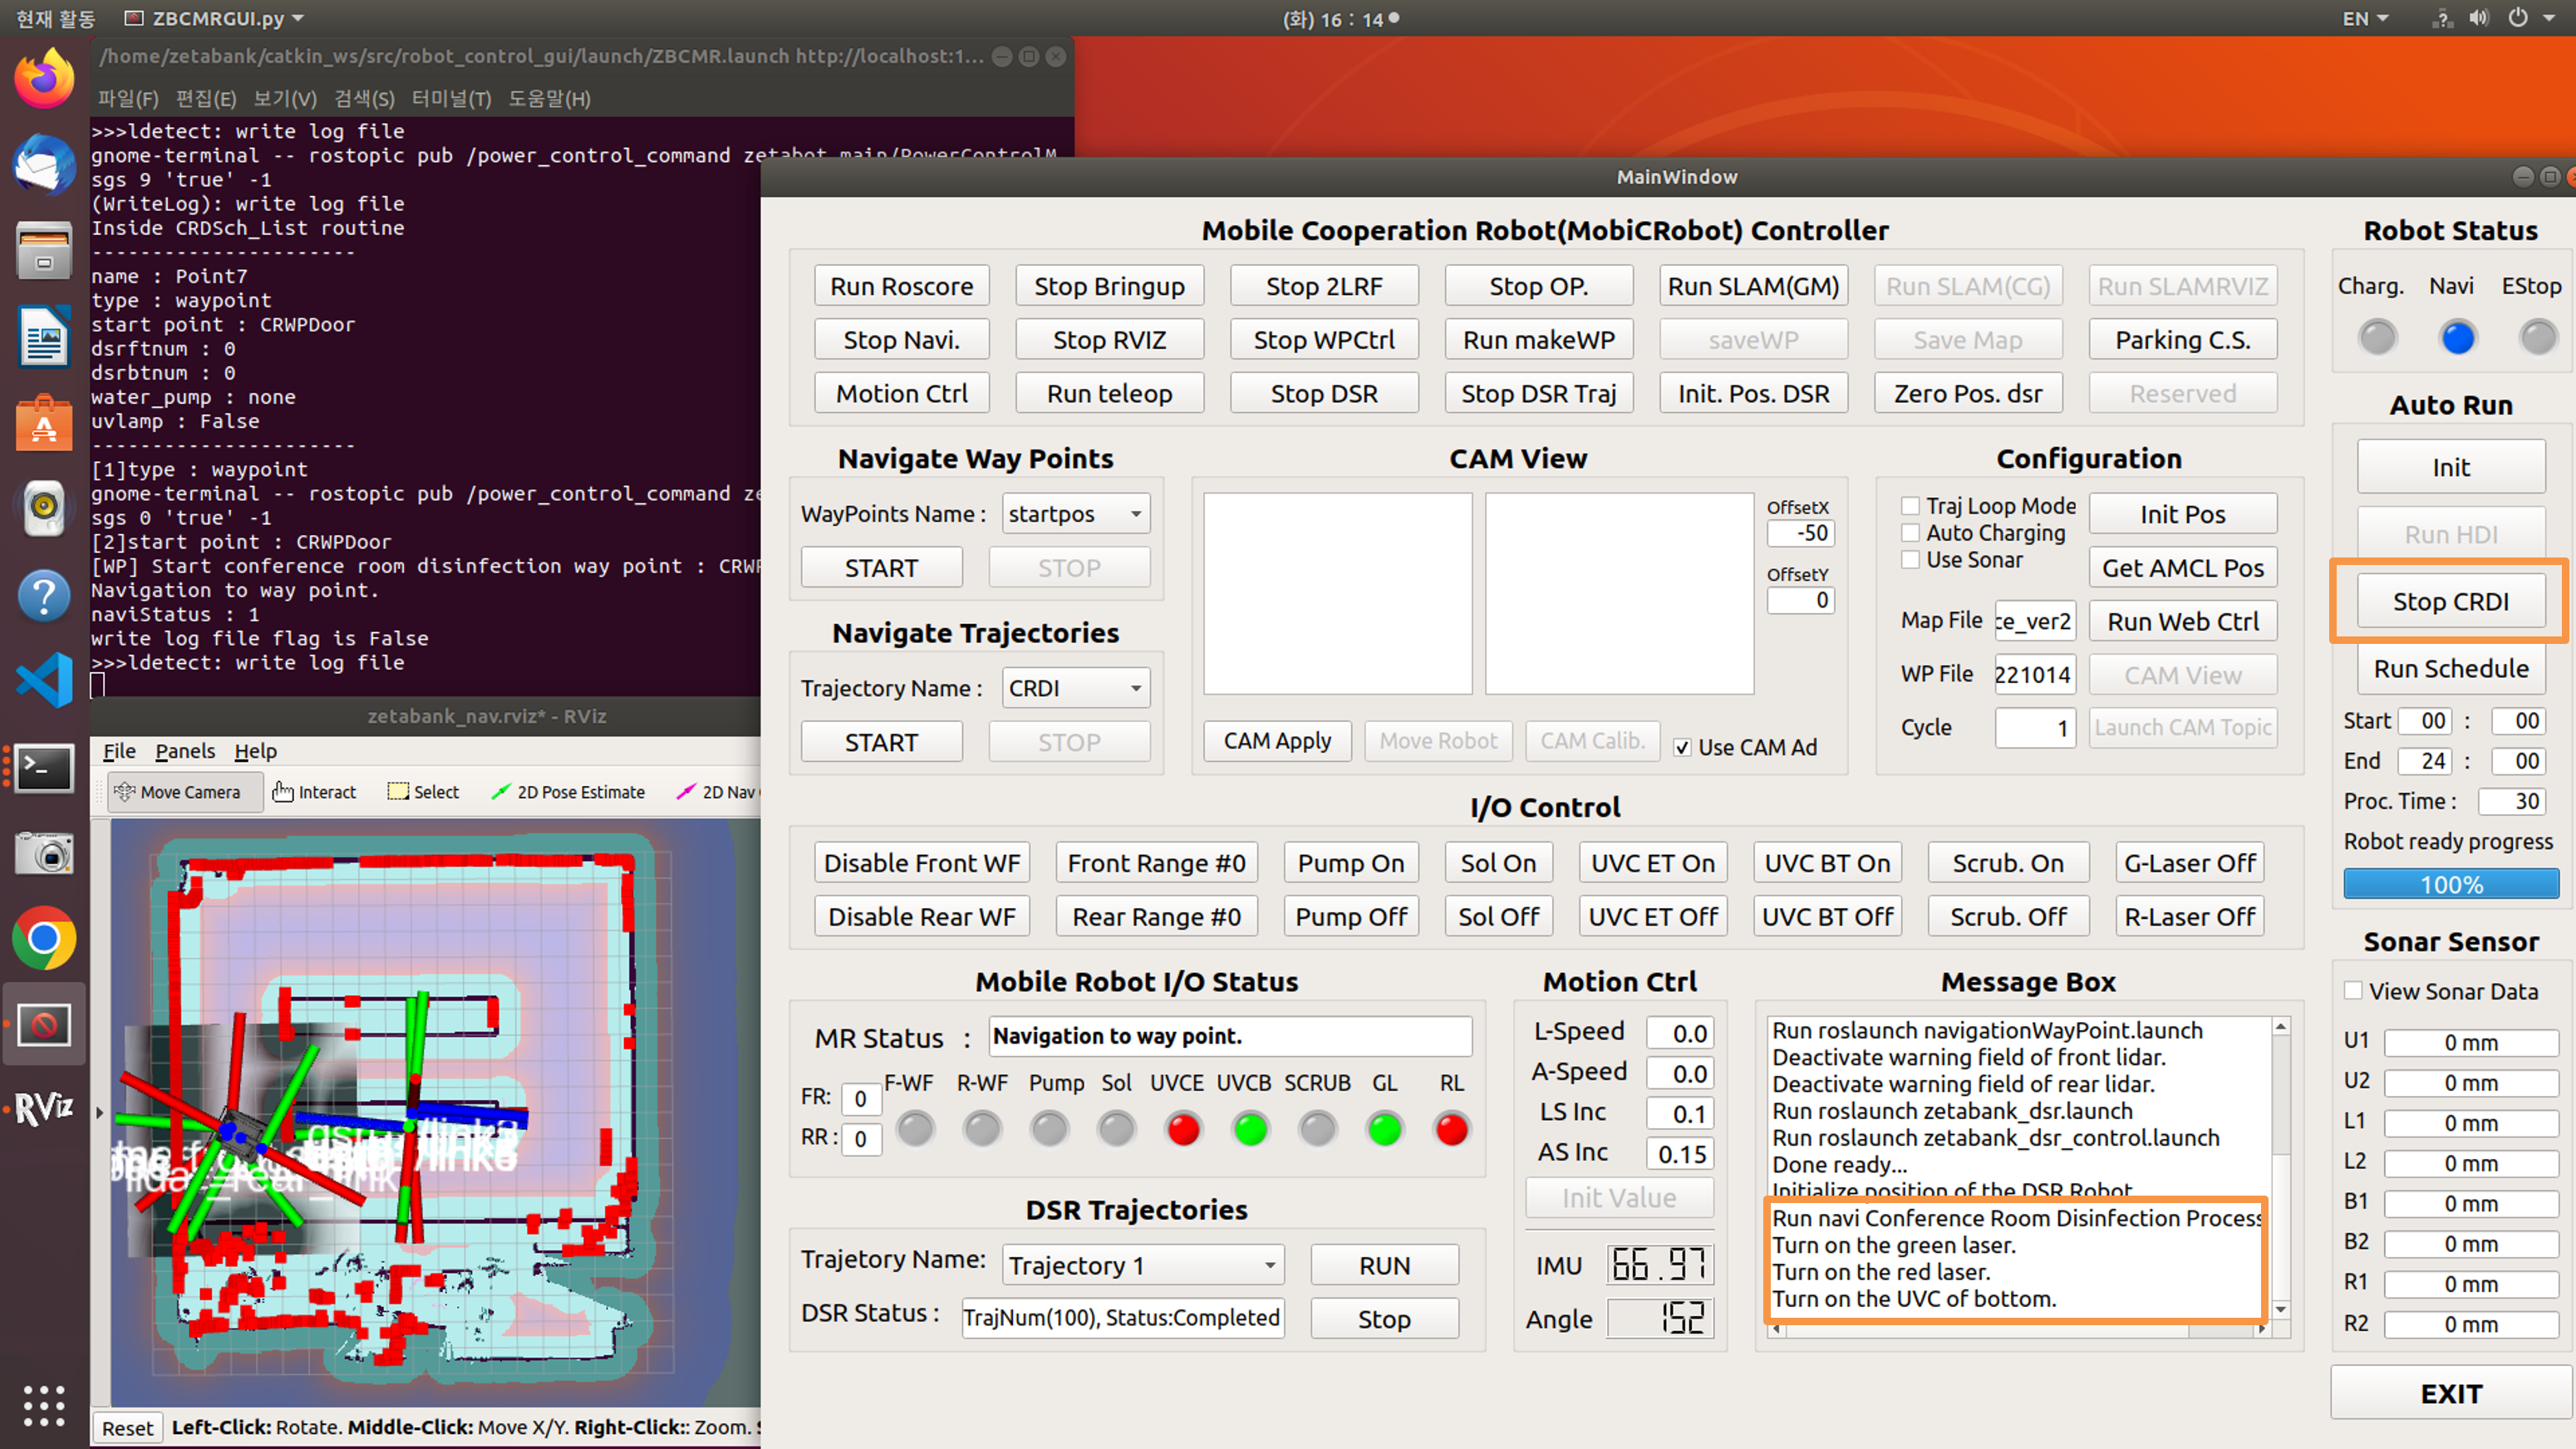 현재 활동
ZBCMRGUI.py
(화) 16 : 14
EN
/home/zetabank/catkin_ws/src/robot_control_gui/launch/ZBCMR.launch http://localhost:1...
파일(F) 편집(E) 보기(V) 검색(S) 터미널(T) 도움말(H)
>>>ldetect: write log file
gnome-terminal -- rostopic pub /power_control_command zetabot_main/PowerControlM
sgs 9 'true' -1
(WriteLog): write log file
Inside CRDSch_List routine
-----------------------
name : Point7
type : waypoint
start point : CRWPDoor
dsrftnum : 0
dsrbtnum : 0
water_pump : none
uvlamp : False
-----------------------
[1]type : waypoint
gnome-terminal -- rostopic pub /power_control_command ze
sgs 0 'true' -1
[2]start point : CRWPDoor
[WP] Start conference room disinfection way point : CRWP
Navigation to way point.
naviStatus : 1
write log file flag is False
>>>ldetect: write log file
zetabank_nav.rviz* - RViz
File Panels Help
Move Camera Interact Select 2D Pose Estimate 2D Nav
RViz
Reset Left-Click: Rotate. Middle-Click: Move X/Y. Right-Click:: Zoom.
MainWindow
Mobile Cooperation Robot(MobiCRobot) Controller
Run Roscore Stop Bringup Stop 2LRF Stop OP. Run SLAM(GM) Run SLAM(CG) Run SLAMRVIZ
Stop Navi. Stop RVIZ Stop WPCtrl Run makeWP saveWP Save Map Parking C.S.
Motion Ctrl Run teleop Stop DSR Stop DSR Traj Init. Pos. DSR Zero Pos. dsr Reserved
Navigate Way Points
WayPoints Name : startpos
START STOP
Navigate Trajectories
Trajectory Name : CRDI
START STOP
CAM View
OffsetX
-50
OffsetY
0
CAM Apply Move Robot CAM Calib. Use CAM Ad
Configuration
Traj Loop Mode
Auto Charging
Use Sonar
Init Pos
Get AMCL Pos
Map File ce_ver2 Run Web Ctrl
WP File 221014 CAM View
Cycle 1 Launch CAM Topic
I/O Control
Disable Front WF Front Range #0 Pump On Sol On UVC ET On UVC BT On Scrub. On G-Laser Off
Disable Rear WF Rear Range #0 Pump Off Sol Off UVC ET Off UVC BT Off Scrub. Off R-Laser Off
Mobile Robot I/O Status
MR Status : Navigation to way point.
F-WF R-WF Pump Sol UVCE UVCB SCRUB GL RL
FR: 0
RR : 0
DSR Trajectories
Trajetory Name: Trajectory 1 RUN
DSR Status : TrajNum(100), Status:Completed Stop
Motion Ctrl
L-Speed 0.0
A-Speed 0.0
LS Inc 0.1
AS Inc 0.15
Init Value
IMU 66.97
Angle 152
Message Box
Run roslaunch navigationWayPoint.launch
Deactivate warning field of front lidar.
Deactivate warning field of rear lidar.
Run roslaunch zetabank_dsr.launch
Run roslaunch zetabank_dsr_control.launch
Done ready...
Initialize position of the DSR Robot
Run navi Conference Room Disinfection Process
Turn on the green laser.
Turn on the red laser.
Turn on the UVC of bottom.
Robot Status
Charg. Navi EStop
Auto Run
Init
Run HDI
Stop CRDI
Run Schedule
Start 00 : 00
End 24 : 00
Proc. Time : 30
Robot ready progress
100%
Sonar Sensor
View Sonar Data
U1 0 mm
U2 0 mm
L1 0 mm
L2 0 mm
B1 0 mm
B2 0 mm
R1 0 mm
R2 0 mm
EXIT